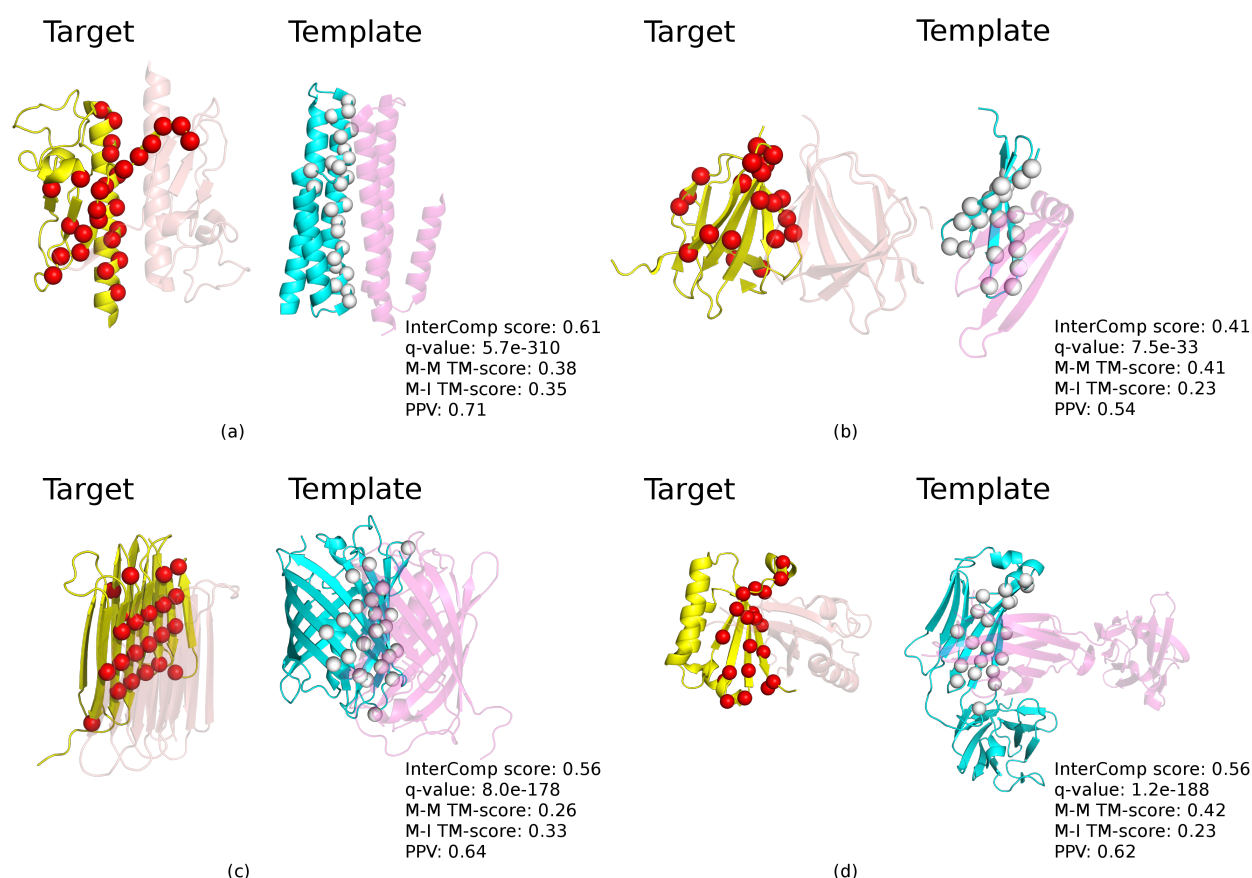 Target
Template
InterComp score: 0.61
q-value: 5.7e-310
M-M TM-score: 0.38
M-I TM-score: 0.35
PPV: 0.71
(a)
Target
Template
InterComp score: 0.41
q-value: 7.5e-33
M-M TM-score: 0.41
M-I TM-score: 0.23
PPV: 0.54
(b)
Target
Template
InterComp score: 0.56
q-value: 8.0e-178
M-M TM-score: 0.26
M-I TM-score: 0.33
PPV: 0.64
(c)
Target
Template
InterComp score: 0.56
q-value: 1.2e-188
M-M TM-score: 0.42
M-I TM-score: 0.23
PPV: 0.62
(d)